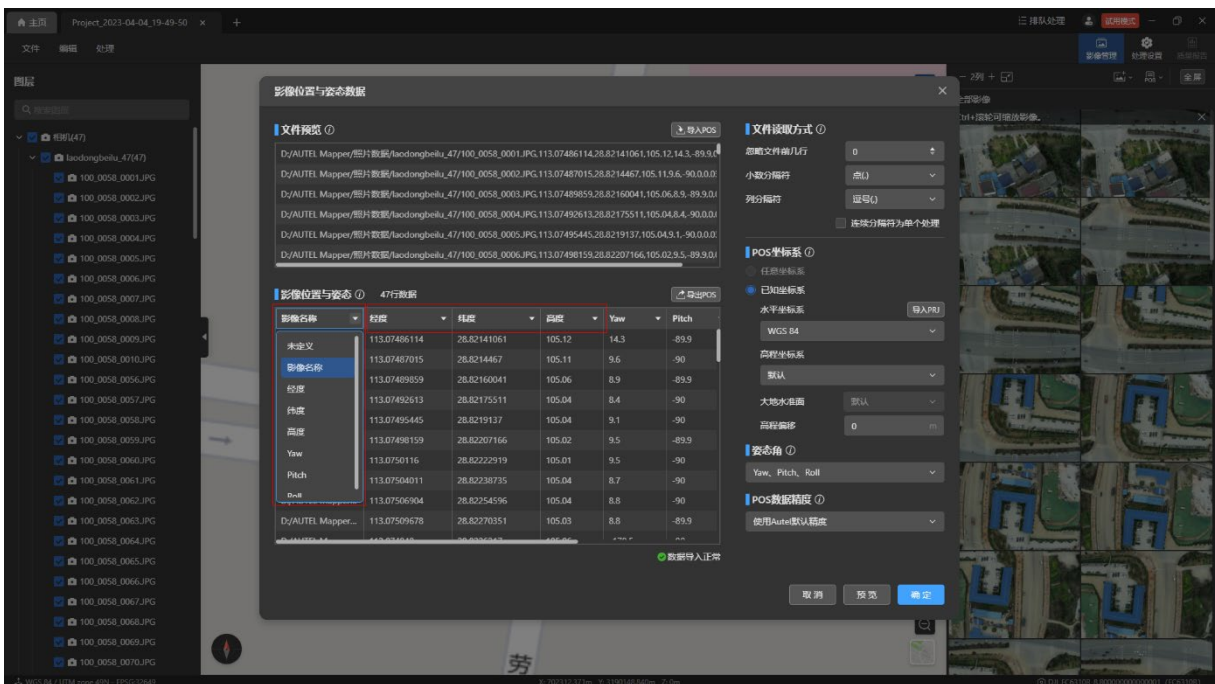 主页 Project_2023-04-04_19-49-50 × + 排队处理 试用模式
文件 编辑 处理 影像管理 处理设置
图层 2列 全屏
Ctrl+滚轮可缩放影像。
相机(47)
laodongbeilu_47(47)
100_0058_0001.JPG
100_0058_0002.JPG
100_0058_0003.JPG
100_0058_0004.JPG
100_0058_0005.JPG
100_0058_0006.JPG
100_0058_0007.JPG
100_0058_0008.JPG
100_0058_0009.JPG
100_0058_0010.JPG
100_0058_0056.JPG
100_0058_0057.JPG
100_0058_0058.JPG
100_0058_0059.JPG
100_0058_0060.JPG
100_0058_0061.JPG
100_0058_0062.JPG
100_0058_0063.JPG
100_0058_0064.JPG
100_0058_0065.JPG
100_0058_0066.JPG
100_0058_0067.JPG
100_0058_0068.JPG
100_0058_0069.JPG
100_0058_0070.JPG
影像位置与姿态数据
文件预览 导入POS
D:/AUTEL Mapper/照片数据/laodongbeilu_47/100_0058_0001.JPG,113.07486114,28.82141061,105.12,14.3,-89.9,0
D:/AUTEL Mapper/照片数据/laodongbeilu_47/100_0058_0002.JPG,113.07487015,28.8214467,105.11,9.6,-90,0,0.0
D:/AUTEL Mapper/照片数据/laodongbeilu_47/100_0058_0003.JPG,113.07489859,28.82160041,105.06,8.9,-89.9,0,0
D:/AUTEL Mapper/照片数据/laodongbeilu_47/100_0058_0004.JPG,113.07492613,28.82175511,105.04,8.4,-90,0,0
D:/AUTEL Mapper/照片数据/laodongbeilu_47/100_0058_0005.JPG,113.07495445,28.8219137,105.04,9.1,-90,0,0.0
D:/AUTEL Mapper/照片数据/laodongbeilu_47/100_0058_0006.JPG,113.07498159,28.82207166,105.02,9.5,-89.9,0,0
影像位置与姿态 47行数据 导出POS
影像名称 经度 纬度 高度 Yaw Pitch
113.07486114 28.82141061 105.12 14.3 -89.9
113.07487015 28.8214467 105.11 9.6 -90
113.07489859 28.82160041 105.06 8.9 -89.9
113.07492613 28.82175511 105.04 8.4 -90
113.07495445 28.8219137 105.04 9.1 -90
113.07498159 28.82207166 105.02 9.5 -89.9
113.0750116 28.82222919 105.01 9.5 -90
113.07504011 28.82238735 105.04 8.7 -90
113.07506904 28.82254596 105.04 8.8 -90
D:/AUTEL Mapper... 113.07509678 28.82270351 105.03 8.8 -89.9
未定义
影像名称
经度
纬度
高度
Yaw
Pitch
Roll
数据导入正常
文件读取方式
忽略文件前几行 0
小数分隔符 点(.)
列分隔符 逗号(,)
连续分隔符为单个处理
POS坐标系
任意坐标系
已知坐标系
水平坐标系 导入PRJ
WGS 84
高程坐标系
默认
大地水准面 默认
高程偏移 0 m
姿态角
Yaw、Pitch、Roll
POS数据精度
使用Autel默认精度
取消 预览 确定
劳